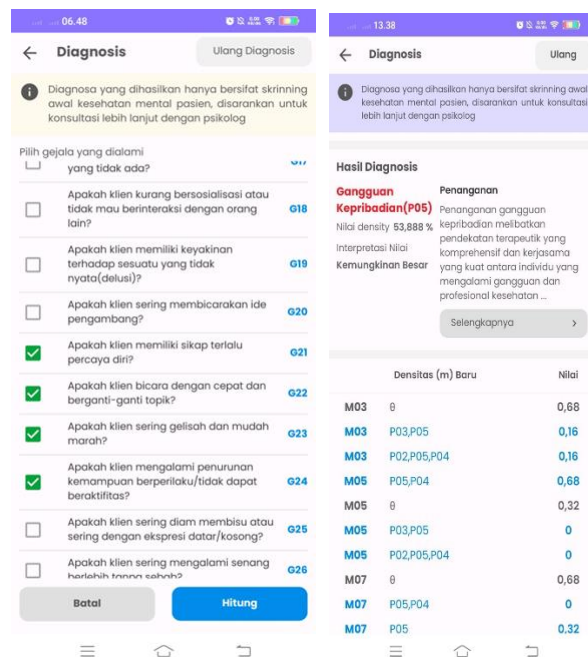 06.48
Diagnosis
Ulang Diagnosis
Diagnosa yang dihasilkan hanya bersifat skrinning
awal kesehatan mental pasien, disarankan untuk
konsultasi lebih lanjut dengan psikolog
Pilih gejala yang dialami
yang tidak ada?
G17
Apakah klien kurang bersosialisasi atau
tidak mau berinteraksi dengan orang
lain?
G18
Apakah klien memiliki keyakinan
terhadap sesuatu yang tidak
nyata(delusi)?
G19
Apakah klien sering membicarakan ide
pengambang?
G20
Apakah klien memiliki sikap terlalu
percaya diri?
G21
Apakah klien bicara dengan cepat dan
berganti-ganti topik?
G22
Apakah klien sering gelisah dan mudah
marah?
G23
Apakah klien mengalami penurunan
kemampuan berperilaku/tidak dapat
beraktifitas?
G24
Apakah klien sering diam membisu atau
sering dengan ekspresi datar/kosong?
G25
Apakah klien sering mengalami senang
berlebih tanpa sebab?
G26
Batal
Hitung
13.38
Diagnosis
Ulang
Diagnosa yang dihasilkan hanya bersifat skrinning awal
kesehatan mental pasien, disarankan untuk konsultasi
lebih lanjut dengan psikolog
Hasil Diagnosis
Gangguan
Kepribadian(P05)
Nilai density 53,888 %
Interpretasi Nilai
Kemungkinan Besar
Penanganan
Penanganan gangguan
kepribadian melibatkan
pendekatan terapeutik yang
komprehensif dan kerjasama
yang kuat antara individu yang
mengalami gangguan dan
profesional kesehatan ...
Selengkapnya
Densitas (m) Baru Nilai
M03 θ 0,68
M03 P03,P05 0,16
M03 P02,P05,P04 0,16
M05 P05,P04 0,68
M05 θ 0,32
M05 P03,P05 0
M05 P02,P05,P04 0
M07 θ 0,68
M07 P05,P04 0
M07 P05 0,32